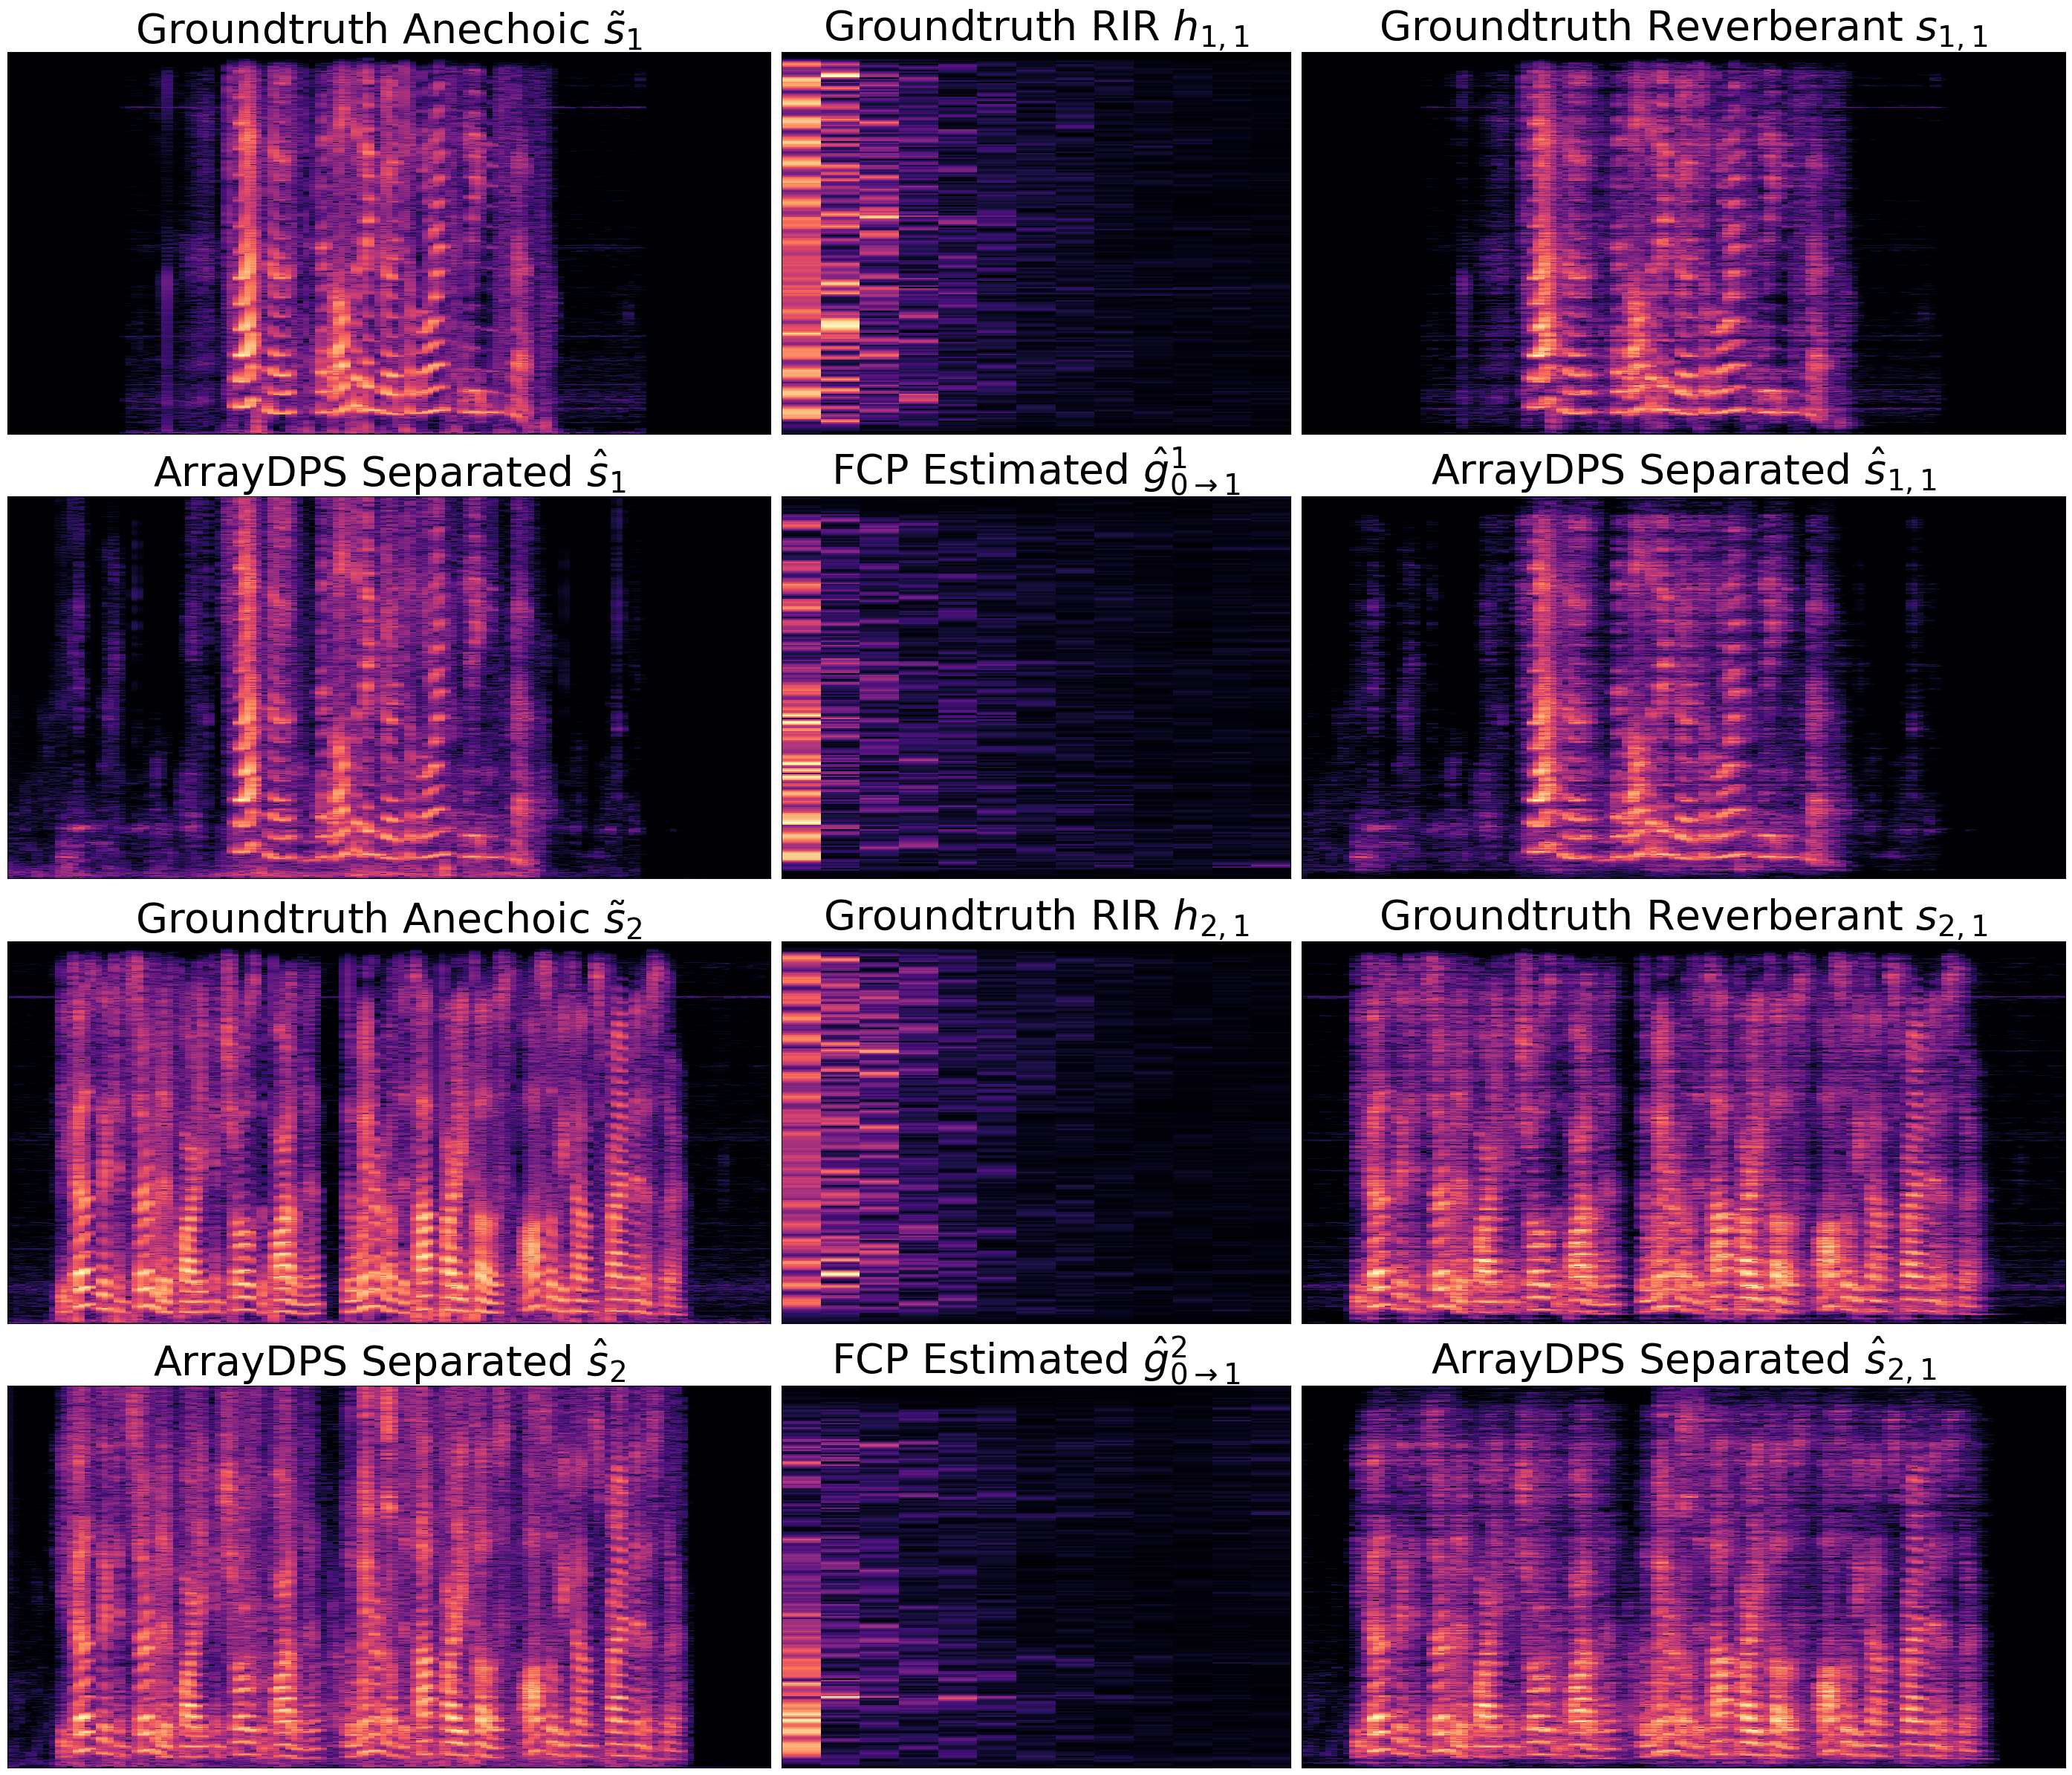 Groundtruth Anechoic s̃₁
Groundtruth RIR h₁,₁
Groundtruth Reverberant s₁,₁
ArrayDPS Separated ŝ₁
FCP Estimated ĝ¹₀→₁
ArrayDPS Separated ŝ₁,₁
Groundtruth Anechoic s̃₂
Groundtruth RIR h₂,₁
Groundtruth Reverberant s₂,₁
ArrayDPS Separated ŝ₂
FCP Estimated ĝ²₀→₁
ArrayDPS Separated ŝ₂,₁